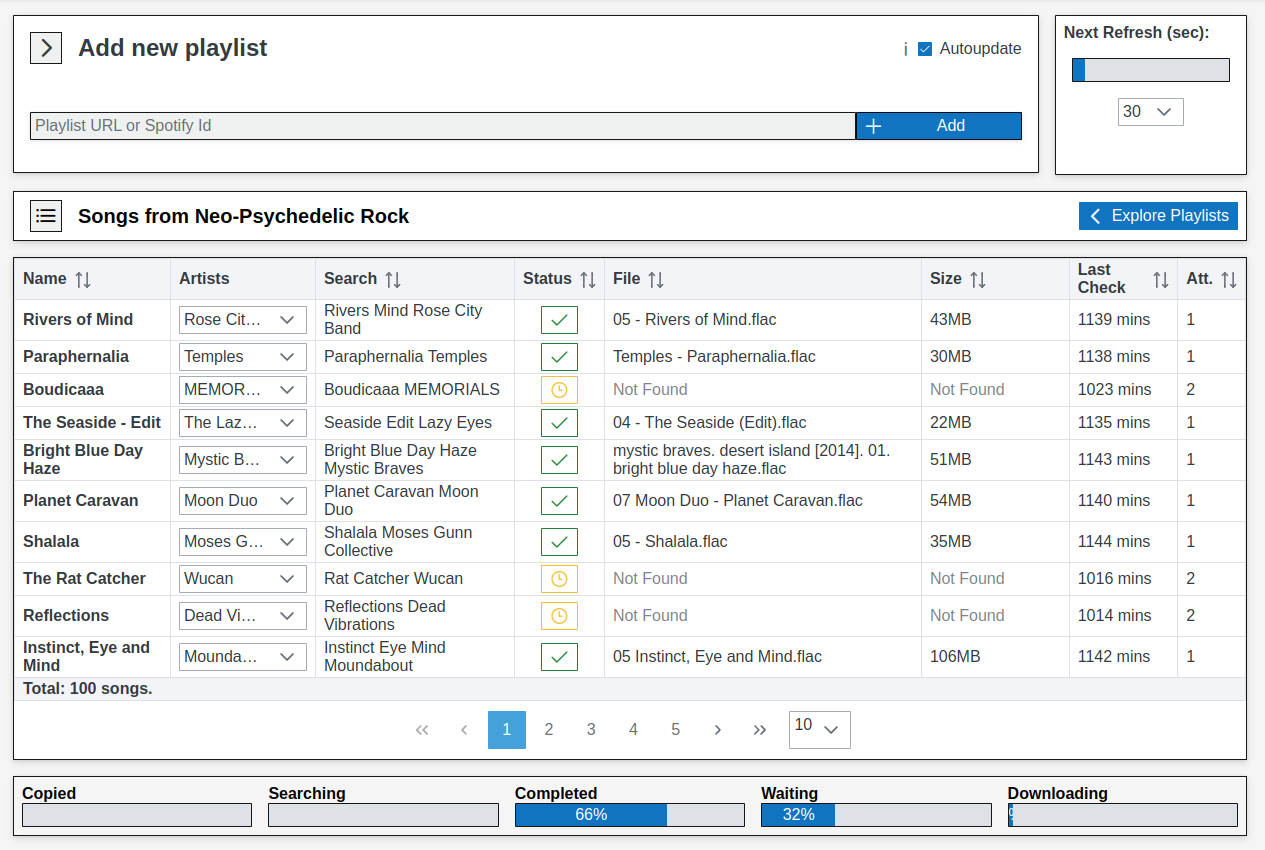 Add new playlist
i Autoupdate
Next Refresh (sec):
30
Playlist URL or Spotify Id
Add
Songs from Neo-Psychedelic Rock
Explore Playlists
Name Artists Search Status File Size Last Check Att.
Rivers of Mind Rose Cit... Rivers Mind Rose City Band 05 - Rivers of Mind.flac 43MB 1139 mins 1
Paraphernalia Temples Paraphernalia Temples Temples - Paraphernalia.flac 30MB 1138 mins 1
Boudicaaa MEMOR... Boudicaaa MEMORIALS Not Found Not Found 1023 mins 2
The Seaside - Edit The Laz... Seaside Edit Lazy Eyes 04 - The Seaside (Edit).flac 22MB 1135 mins 1
Bright Blue Day Haze Mystic B... Bright Blue Day Haze Mystic Braves mystic braves. desert island [2014]. 01. bright blue day haze.flac 51MB 1143 mins 1
Planet Caravan Moon Duo Planet Caravan Moon Duo 07 Moon Duo - Planet Caravan.flac 54MB 1140 mins 1
Shalala Moses G... Shalala Moses Gunn Collective 05 - Shalala.flac 35MB 1144 mins 1
The Rat Catcher Wucan Rat Catcher Wucan Not Found Not Found 1016 mins 2
Reflections Dead Vi... Reflections Dead Vibrations Not Found Not Found 1014 mins 2
Instinct, Eye and Mind Mounda... Instinct Eye Mind Moundabout 05 Instinct, Eye and Mind.flac 106MB 1142 mins 1
Total: 100 songs.
1 2 3 4 5 10
Copied Searching Completed Waiting Downloading
66% 32%